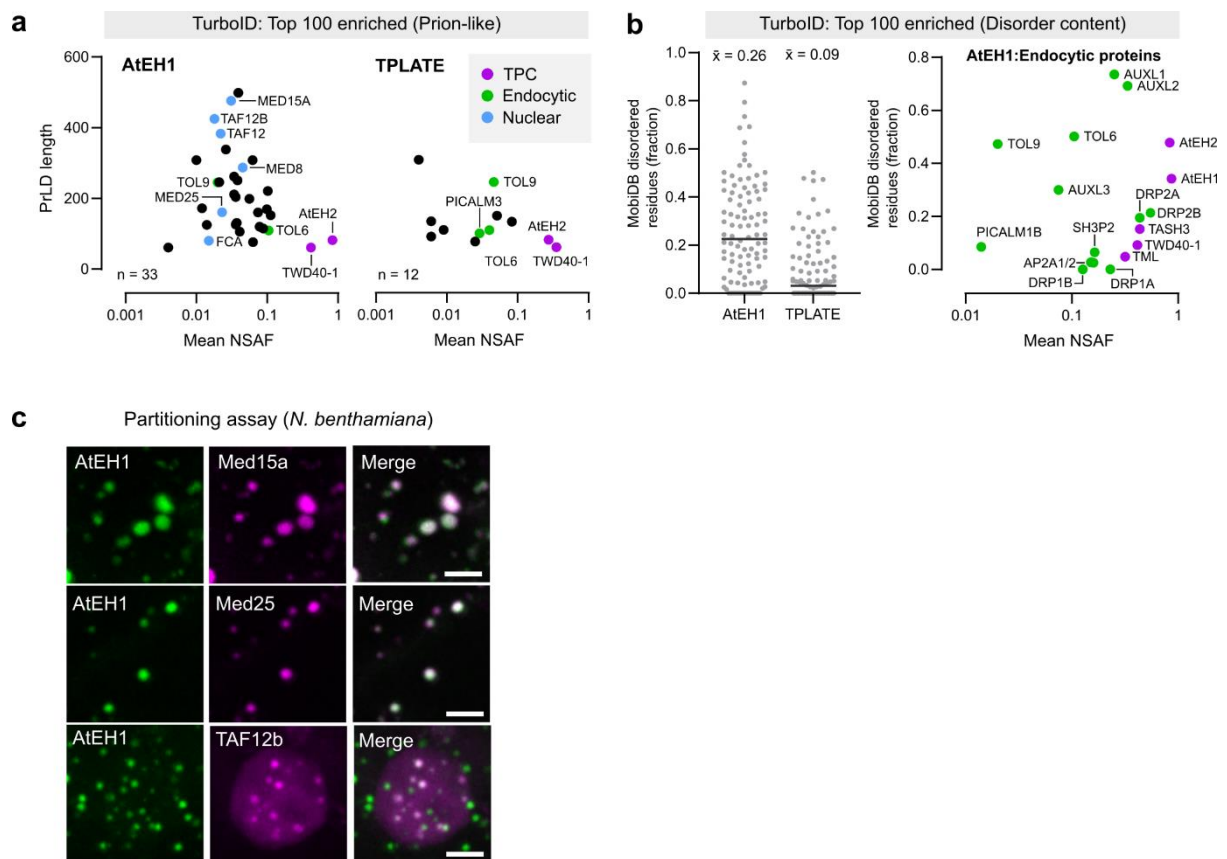 a
TurboID: Top 100 enriched (Prion-like)
AtEH1
TPLATE
TPC
Endocytic
Nuclear
PrLD length
600
400
200
0
MED15A
TAF12B
TAF12
MED8
TOL9
MED25
TOL6
AtEH2
FCA
TWD40-1
n = 33
0.001 0.01 0.1 1
Mean NSAF
TOL9
PICALM3
AtEH2
TOL6
TWD40-1
n = 12
0.001 0.01 0.1 1
Mean NSAF
b
TurboID: Top 100 enriched (Disorder content)
x̄ = 0.26 x̄ = 0.09
MobiDB disordered
residues (fraction)
1.0
0.8
0.6
0.4
0.2
0.0
AtEH1
TPLATE
AtEH1:Endocytic proteins
MobiDB disordered
residues (fraction)
0.8
0.6
0.4
0.2
0.0
AUXL1
AUXL2
TOL6
TOL9
AtEH2
AtEH1
AUXL3
DRP2A
DRP2B
SH3P2
TASH3
PICALM1B
TWD40-1
AP2A1/2
TML
DRP1B
DRP1A
0.01 0.1 1
Mean NSAF
c
Partitioning assay (N. benthamiana)
AtEH1 Med15a Merge
AtEH1 Med25 Merge
AtEH1 TAF12b Merge